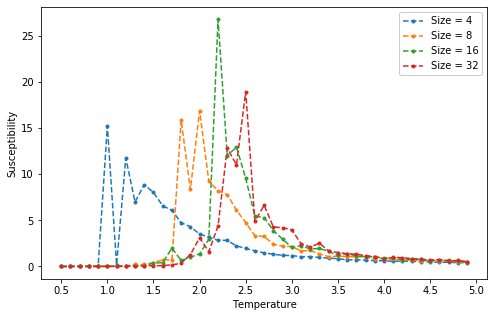 Size = 4
Size = 8
Size = 16
Size = 32
25
20
15
10
5
0
Susceptibility
0.5 1.0 1.5 2.0 2.5 3.0 3.5 4.0 4.5 5.0
Temperature